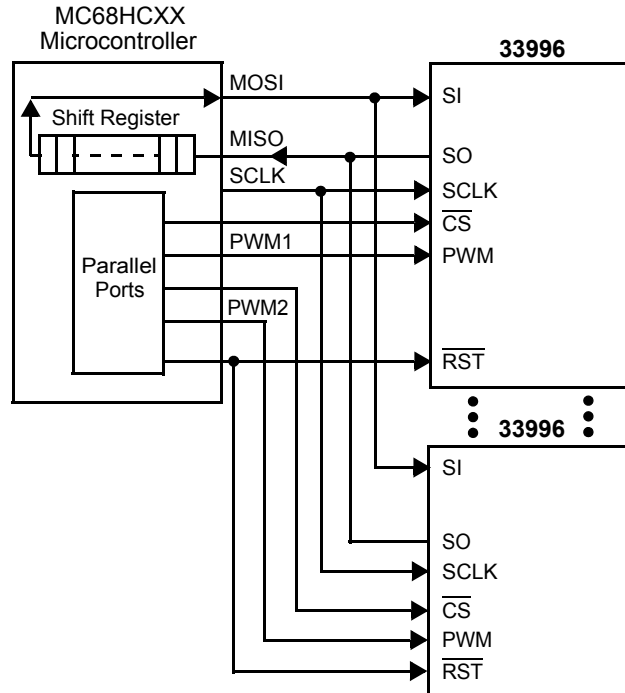 MC68HCXX
Microcontroller
33996
MOSI
SI
Shift Register
MISO
SO
SCLK
SCLK
CS
PWM1
PWM
Parallel
Ports
PWM2
RST
33996
SI
SO
SCLK
CS
PWM
RST